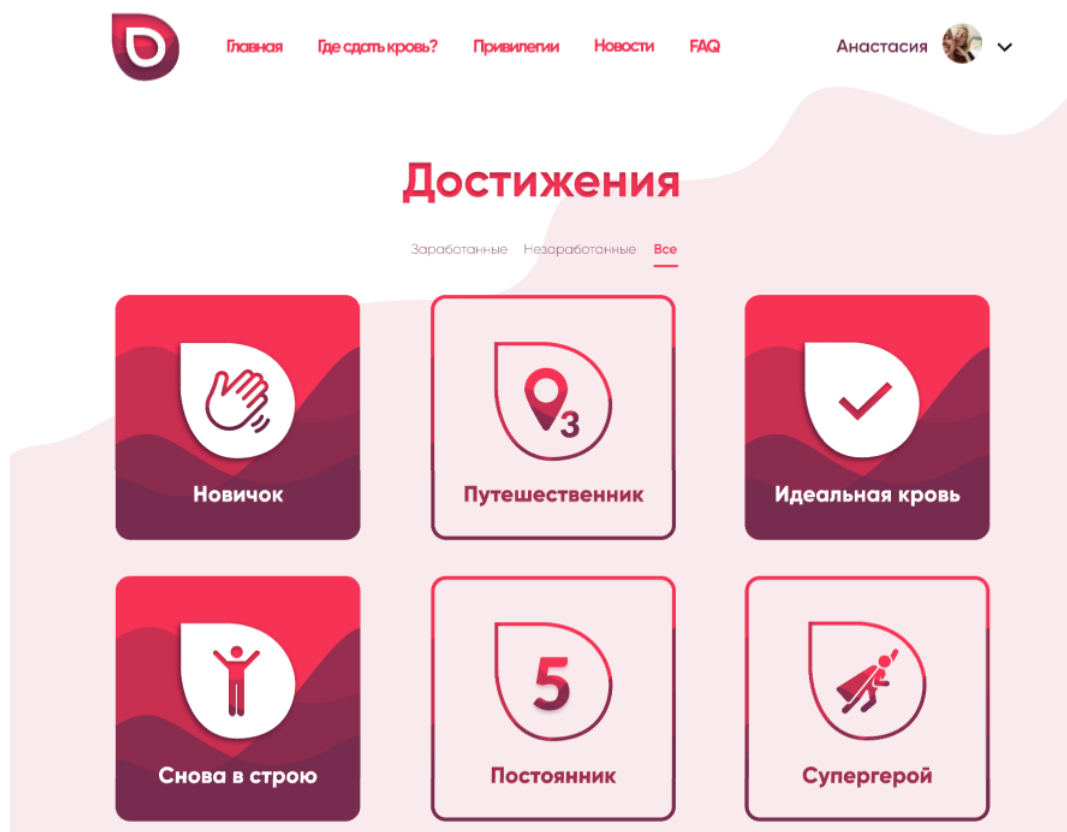 Главная Где сдать кровь? Привилегии Новости FAQ Анастасия
Достижения
Заработанные Незаработанные Все
3
Новичок Путешественник Идеальная кровь
5
Снова в строю Постоянник Супергерой